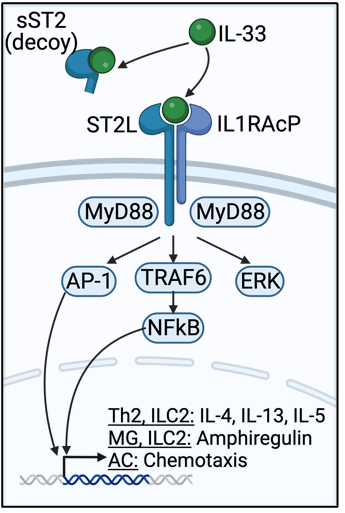 sST2
(decoy)
IL-33
ST2L
IL1RAcP
MyD88
MyD88
AP-1
TRAF6
ERK
NFkB
Th2, ILC2: IL-4, IL-13, IL-5
MG, ILC2: Amphiregulin
AC: Chemotaxis